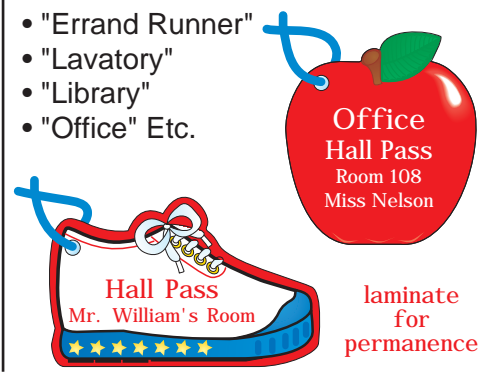 • "Errand Runner"
• "Lavatory"
• "Library"
• "Office" Etc.
Office
Hall Pass
Room 108
Miss Nelson
Hall Pass
Mr. William's Room
laminate
for
permanence